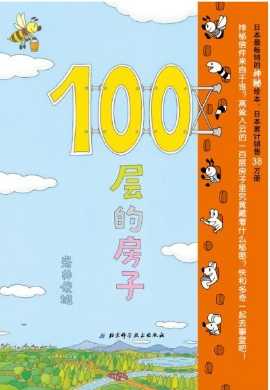 100
层的房子
岩井俊雄
北京科学技术出版社
日本最畅销的神秘绘本，日本累计销售38万册
神秘信件来自于谁？高耸入云的一百层房子里究竟藏着什么秘密？快和多奇一起去看看吧！